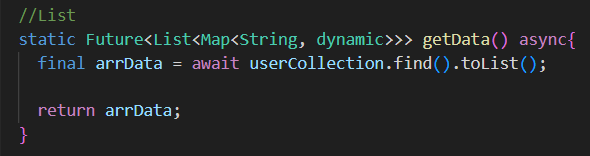 //List
static Future<List<Map<String, dynamic>>> getData() async{
final arrData = await userCollection.find().toList();
return arrData;
}